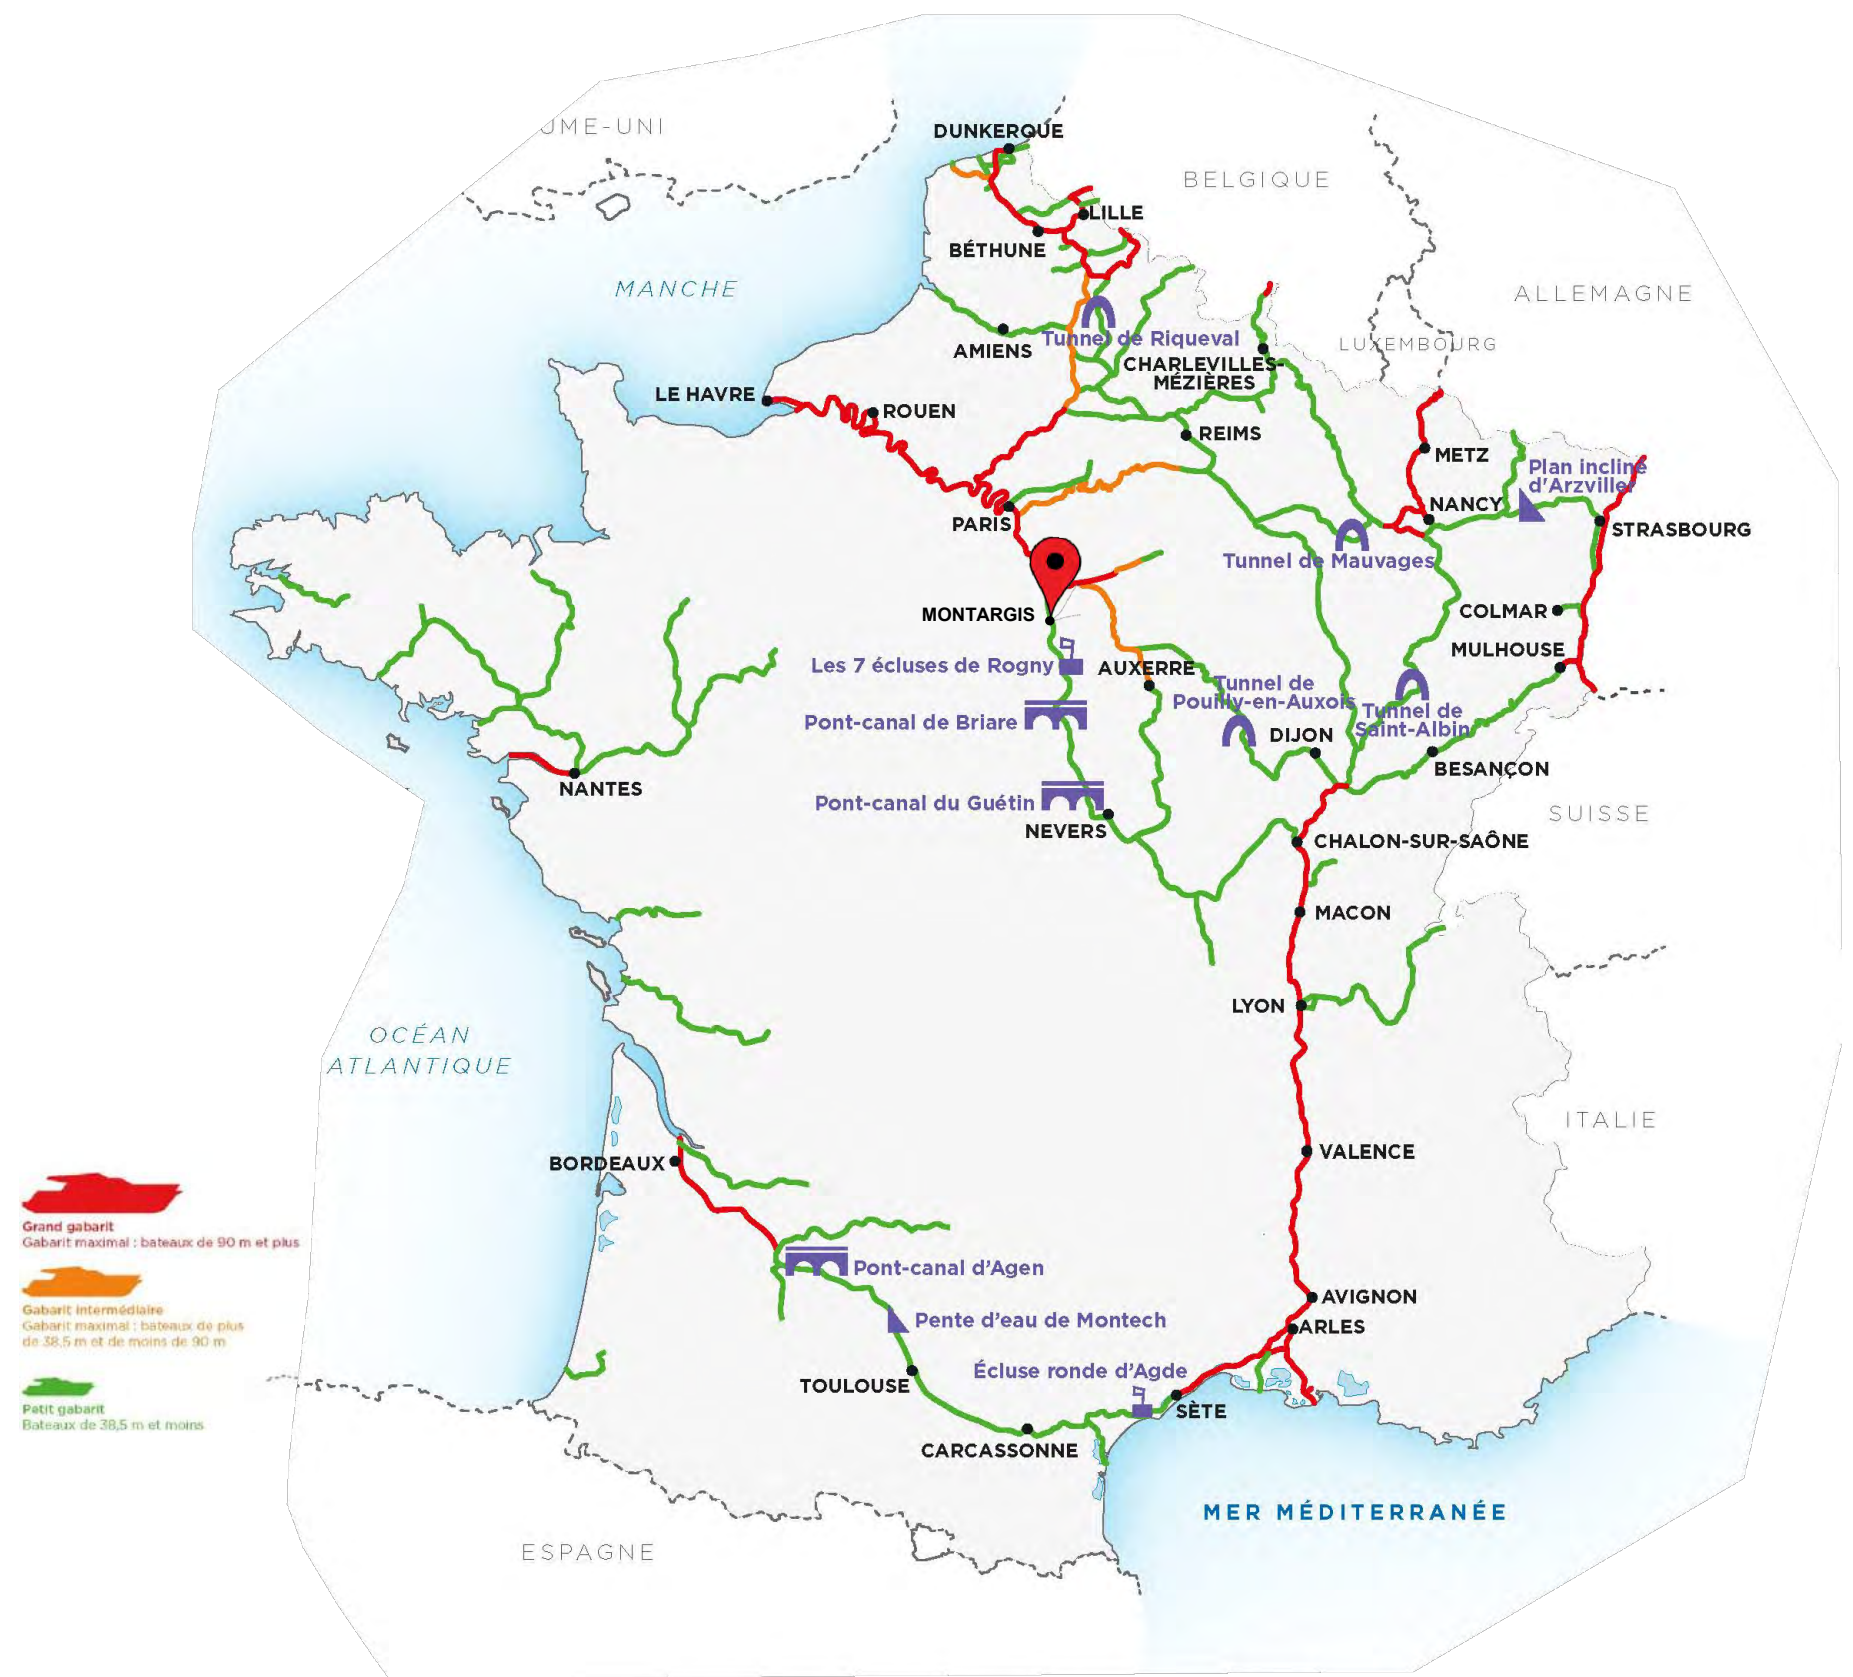 UME-UNI
DUNKERQUE
BELGIQUE
LILLE
BÉTHUNE
MANCHE
ALLEMAGNE
Tunnel de Riqueval
LUXEMBOURG
AMIENS
CHARLEVILLES-
MÉZIÈRES
LE HAVRE
ROUEN
REIMS
METZ
Plan incliné
d'Arzviller
NANCY
PARIS
STRASBOURG
Tunnel de Mauvages
MONTARGIS
COLMAR
MULHOUSE
Les 7 écluses de Rogny
AUXERRE
Tunnel de
Pouilly-en-Auxois
Tunnel de
Saint-Albin
Pont-canal de Briare
DIJON
BESANÇON
NANTES
Pont-canal du Guétin
NEVERS
SUISSE
CHALON-SUR-SAÔNE
MACON
LYON
OCÉAN
ATLANTIQUE
ITALIE
VALENCE
BORDEAUX
Grand gabarit
Gabarit maximal : bateaux de 90 m et plus
Pont-canal d'Agen
Gabarit intermédiaire
Gabarit maximal : bateaux de plus
de 38,5 m et de moins de 90 m
AVIGNON
Pente d'eau de Montech
ARLES
Écluse ronde d'Agde
TOULOUSE
Petit gabarit
Bateaux de 38,5 m et moins
SÈTE
CARCASSONNE
MER MÉDITERRANÉE
ESPAGNE